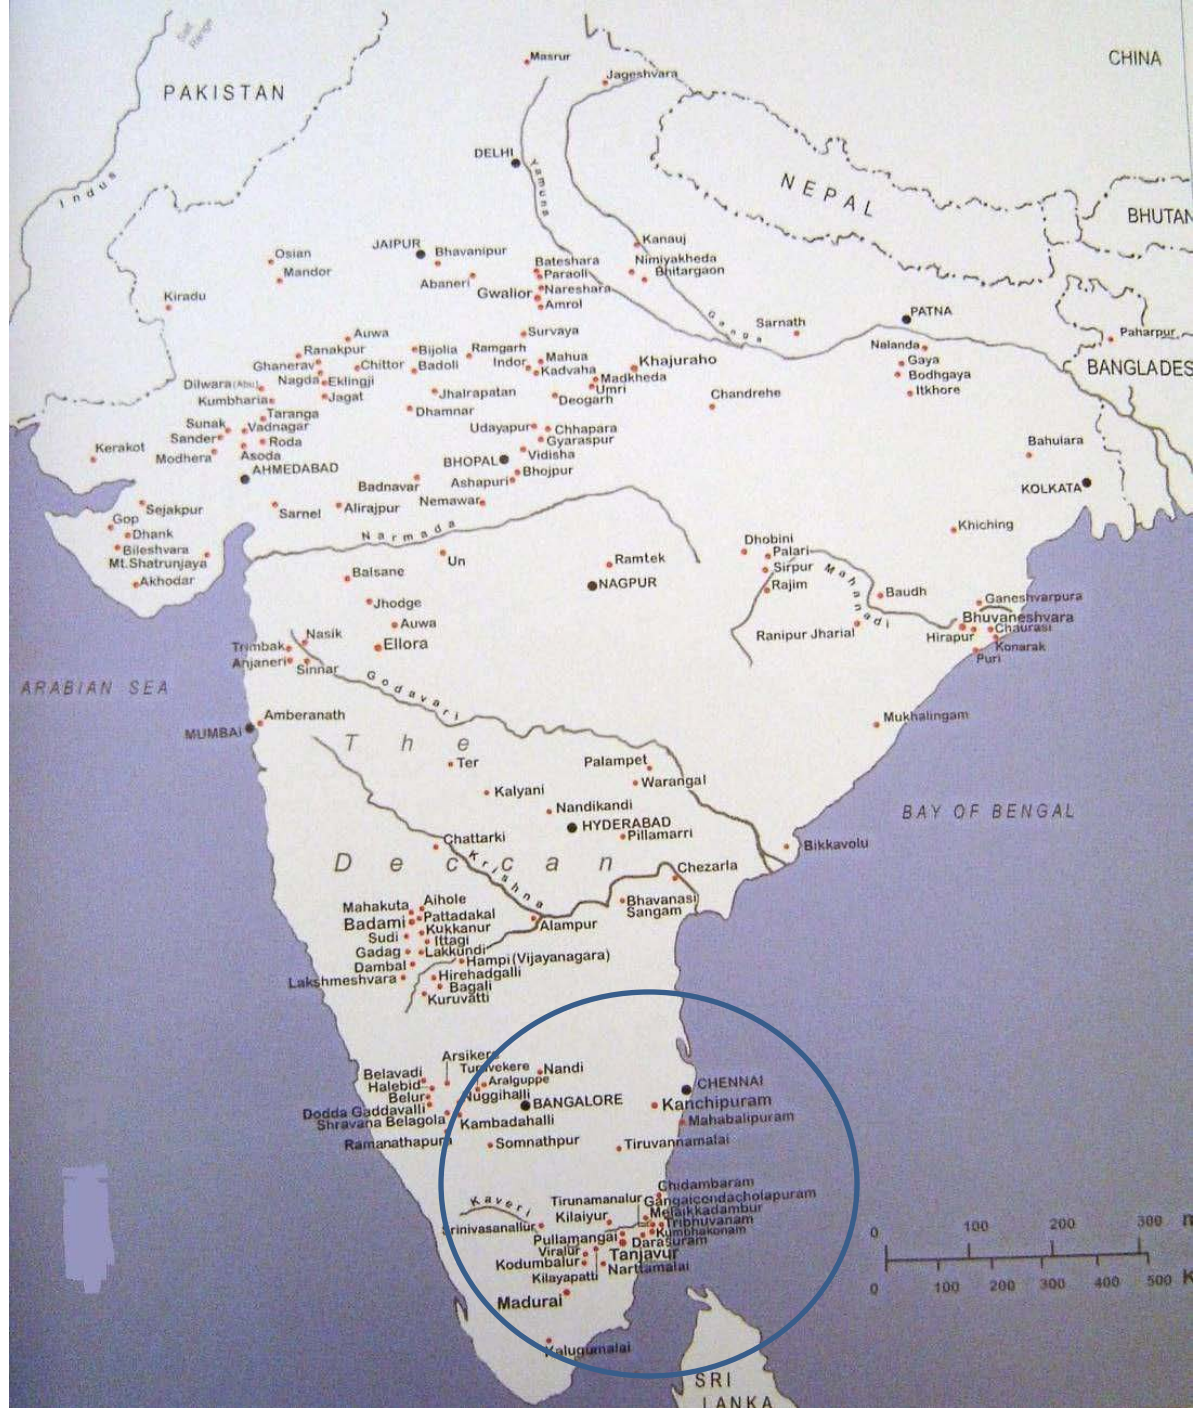 Masrur
CHINA
Jageshvara
PAKISTAN
DELHI
Yamuna
Indus
NEPAL
BHUTAN
Kanauj
JAIPUR
Bhavanipur
Osian
Mandor
Bateshara
Nimiyakheda
Paraoli
Bhitargaon
Abaneri
Nareshara
Gwalior
Amrol
Kiradu
PATNA
Ganga
Sarnath
Survaya
Auwa
Paharpur
Ranakpur
Bijolia
Ramgarh
Nalanda
Ghanerav
Chittor
Badoli
Indor
Mahua
Khajuraho
Gaya
BANGLADES
Kadvaha
Bodhgaya
Nagda
Eklingji
Madkheda
Dilwara (Abu)
Umri
Itkhore
Kumbharia
Jagat
Jhalrapatan
Deogarh
Chandrehe
Taranga
Dhamnar
Sunak
Vadnagar
Udayapur
Chhapara
Sander
Roda
Gyaraspur
Bahulara
Kerakot
Modhera
Asoda
Vidisha
AHMEDABAD
BHOPAL
Bhojpur
Badnavar
Ashapuri
KOLKATA
Sejakpur
Sarnel
Alirajpur
Nemawar
Gop
Dhank
Narmada
Khiching
Bileshvara
Dhobini
Mt.Shatrunjaya
Un
Ramtek
Palari
Akhodar
Balsane
NAGPUR
Sirpur
Mahanadi
Rajim
Baudh
Ganeshvarpura
Jhodge
Bhuvaneshvara
Auwa
Nasik
Ranipur Jharial
Hirapur
Chaurasi
Trimbak
Ellora
Konarak
Anjaneri
Sinnar
Puri
ARABIAN SEA
Godavari
Amberanath
Mukhalingam
MUMBAI
The
Ter
Palampet
Kalyani
Warangal
Nandikandi
BAY OF BENGAL
HYDERABAD
Pillamarri
Chattarki
Bikkavolu
Deccan
Krishna
Chezarla
Mahakuta
Aihole
Bhavanasi
Badami
Pattadakal
Sangam
Kukkanur
Alampur
Sudi
Ittagi
Gadag
Lakkundi
Dambal
Hampi (Vijayanagara)
Lakshmeshvara
Hirehadgalli
Bagali
Kuruvatti
Arsikere
Turuvekere
Nandi
Belavadi
Aralguppe
CHENNAI
Halebid
Nuggihalli
Belur
BANGALORE
Kanchipuram
Dodda Gaddavalli
Shravana Belagola
Kambadahalli
Mahabalipuram
Ramanathapura
Somnathpur
Tiruvannamalai
Chidambaram
Kaveri
Tirunamanalur
Gangaicondacholapuram
Kilaiyur
Melaikkadambur
Srinivasanallur
Tribhuvanam
Pullamangai
Kumbhakonam
Darasuram
Viralur
Tanjavur
Kodumbalur
Narttamalai
Kilayapatti
Madurai
Kalugumalai
0 100 200 300 m
0 100 200 300 400 500 K
SRI
LANKA